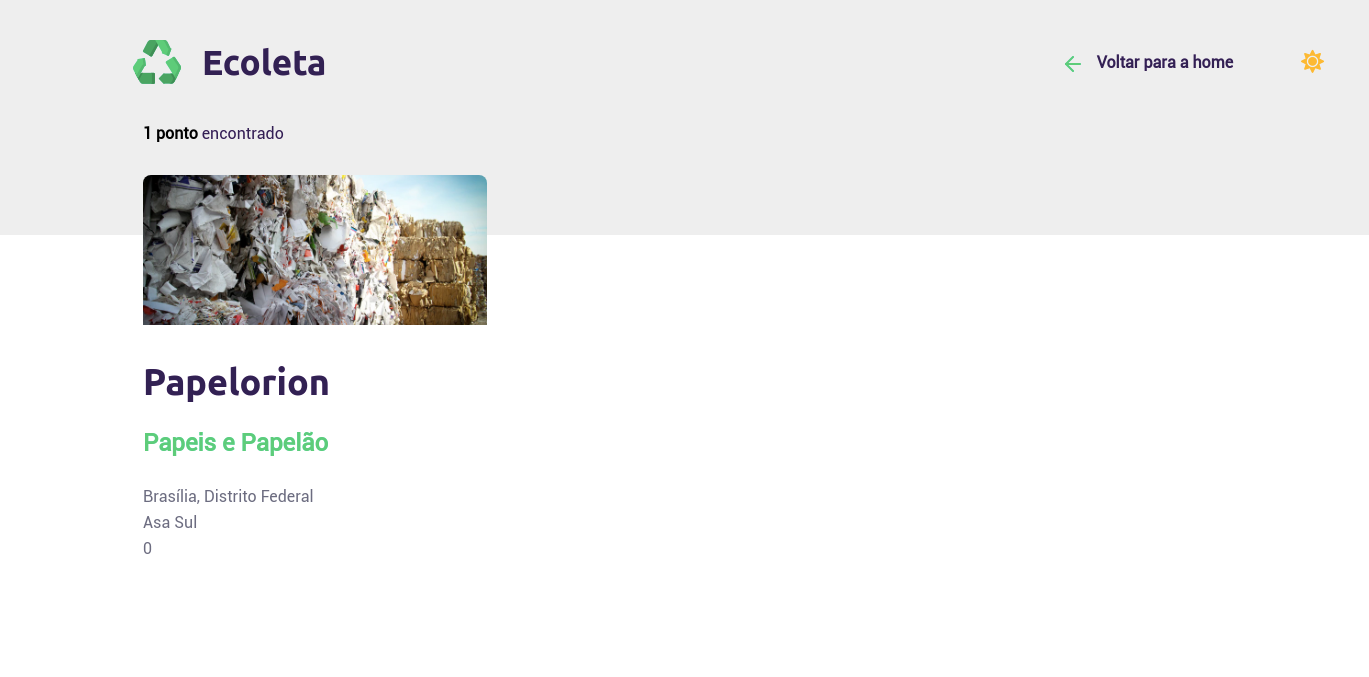 Ecoleta
Voltar para a home
1 ponto encontrado
Papelorion
Papeis e Papelão
Brasília, Distrito Federal
Asa Sul
0